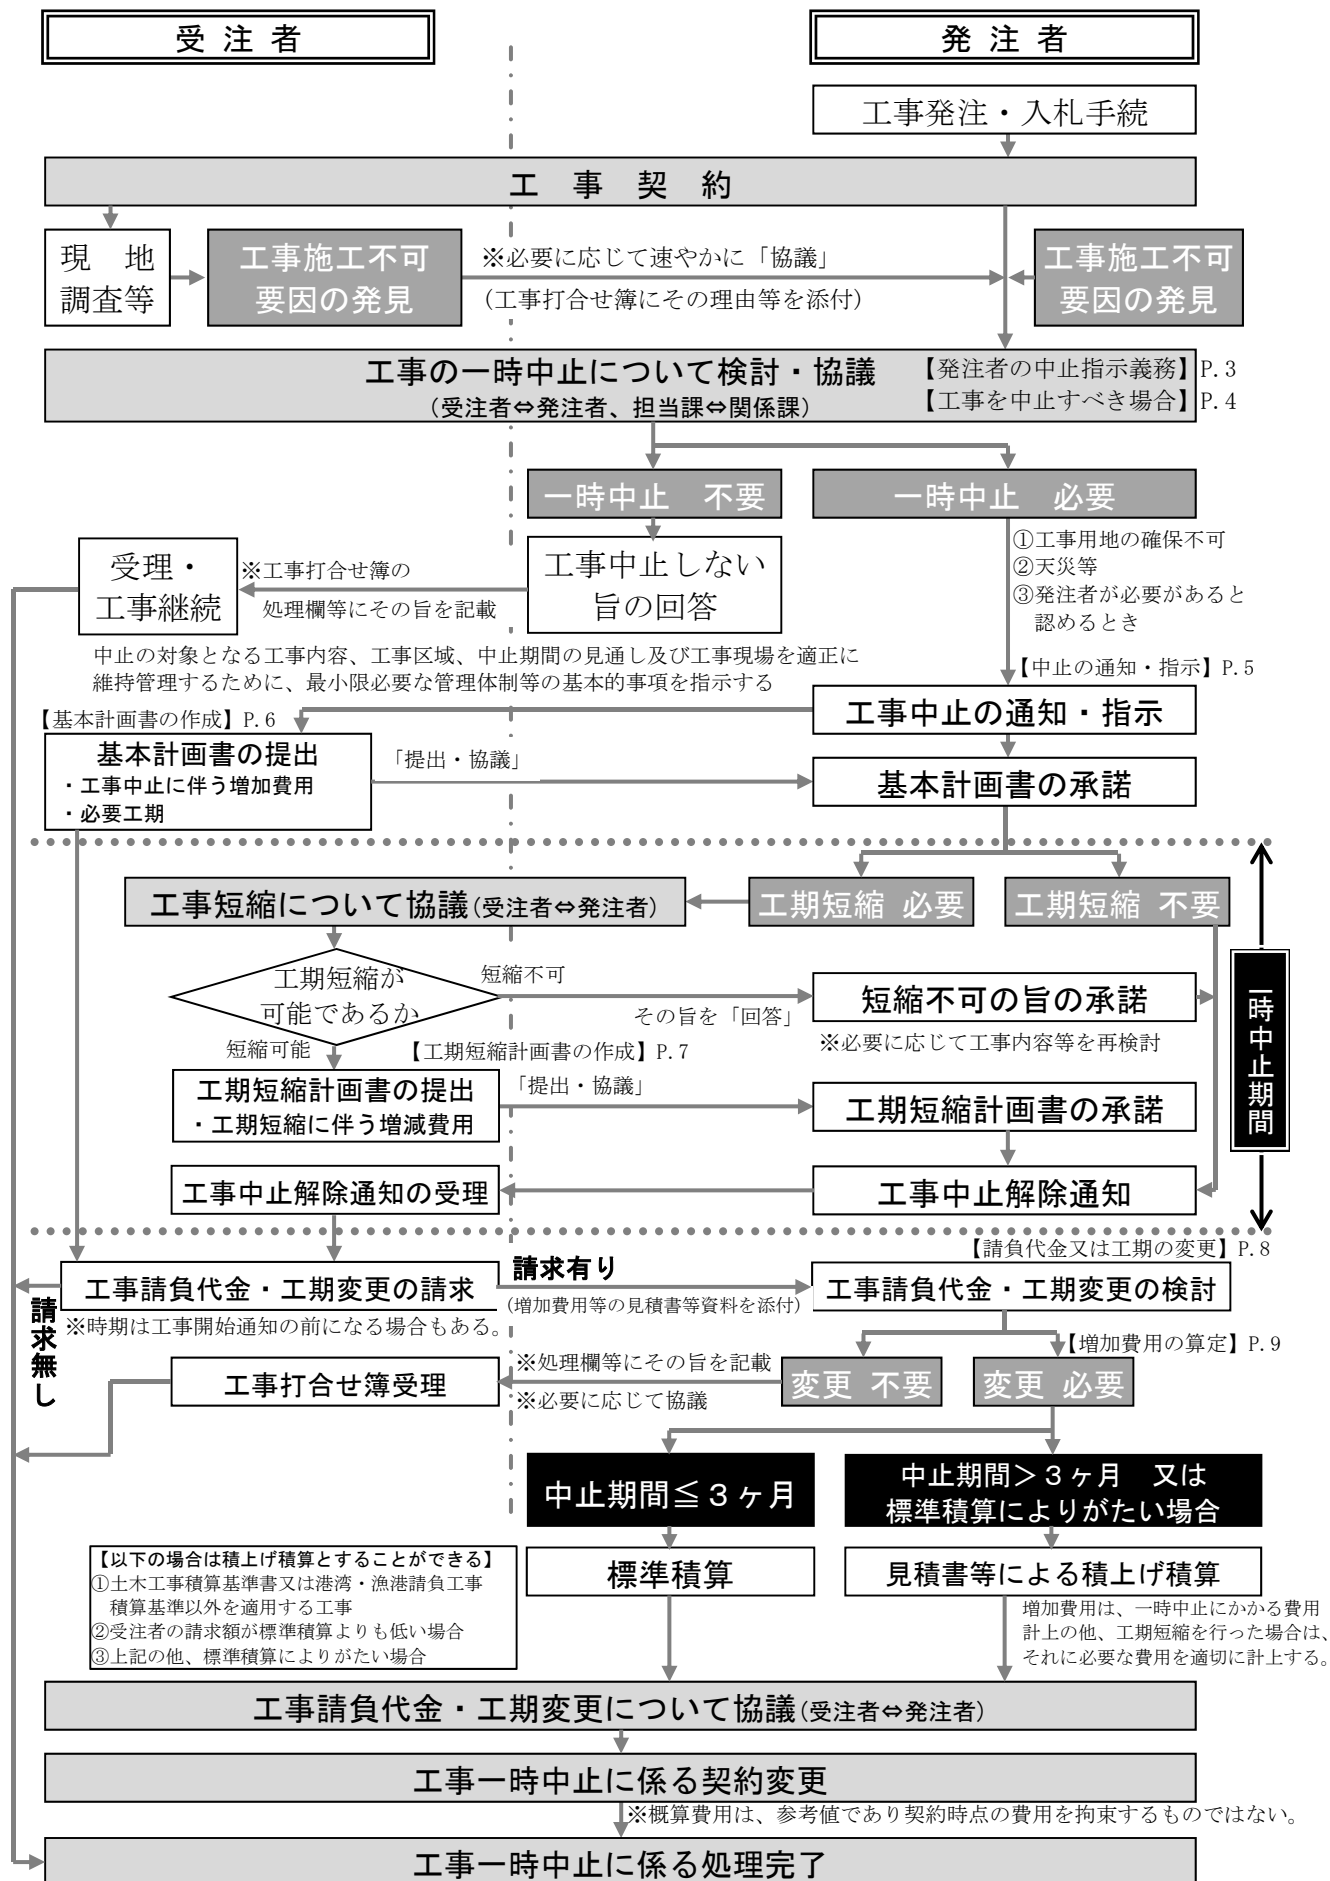 受 注 者
発 注 者
工事発注・入札手続
工 事 契 約
現 地
調査等
工事施工不可
要因の発見
※必要に応じて速やかに「協議」
(工事打合せ簿にその理由等を添付)
工事施工不可
要因の発見
工事の一時中止について検討・協議
(受注者⇔発注者、担当課⇔関係課)
【発注者の中止指示義務】P.3
【工事を中止すべき場合】P.4
一時中止 不要
一時中止 必要
①工事用地の確保不可
②天災等
③発注者が必要があると
認めるとき
工事中止しない
旨の回答
※工事打合せ簿の
処理欄等にその旨を記載
受理・
工事継続
中止の対象となる工事内容、工事区域、中止期間の見通し及び工事現場を適正に
維持管理するために、最小限必要な管理体制等の基本的事項を指示する
【中止の通知・指示】P.5
工事中止の通知・指示
【基本計画書の作成】P.6
基本計画書の提出
・工事中止に伴う増加費用
・必要工期
「提出・協議」
基本計画書の承諾
工事短縮について協議(受注者⇔発注者)
工期短縮 必要
工期短縮 不要
一時中止期間
工期短縮が
可能であるか
短縮不可
その旨を「回答」
短縮不可の旨の承諾
※必要に応じて工事内容等を再検討
短縮可能
【工期短縮計画書の作成】P.7
工期短縮計画書の提出
・工期短縮に伴う増減費用
「提出・協議」
工期短縮計画書の承諾
工事中止解除通知の受理
工事中止解除通知
【請負代金又は工期の変更】P.8
工事請負代金・工期変更の請求
請求有り
(増加費用等の見積書等資料を添付)
工事請負代金・工期変更の検討
請求無し
※時期は工事開始通知の前になる場合もある。
【増加費用の算定】P.9
工事打合せ簿受理
※処理欄等にその旨を記載
※必要に応じて協議
変更 不要
変更 必要
中止期間≦3ヶ月
中止期間>3ヶ月 又は
標準積算によりがたい場合
【以下の場合は積上げ積算とすることができる】
①土木工事積算基準書又は港湾・漁港請負工事
積算基準以外を適用する工事
②受注者の請求額が標準積算よりも低い場合
③上記の他、標準積算によりがたい場合
標準積算
見積書等による積上げ積算
増加費用は、一時中止にかかる費用
計上の他、工期短縮を行った場合は、
それに必要な費用を適切に計上する。
工事請負代金・工期変更について協議(受注者⇔発注者)
工事一時中止に係る契約変更
※概算費用は、参考値であり契約時点の費用を拘束するものではない。
工事一時中止に係る処理完了